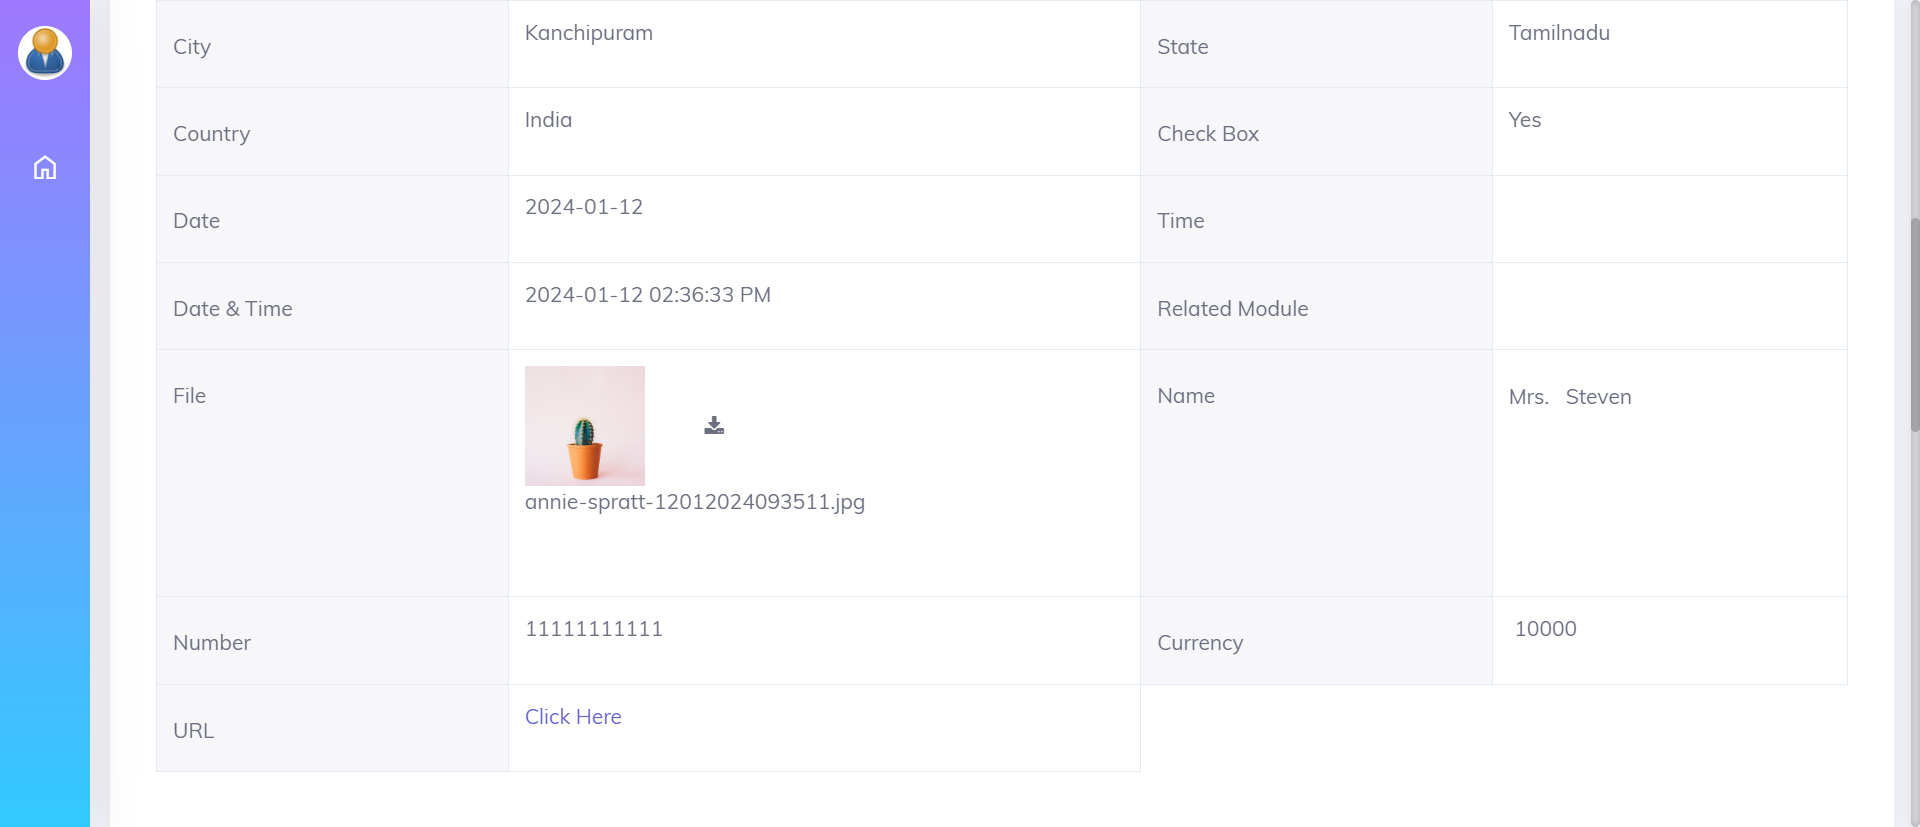 City
Kanchipuram
State
Tamilnadu
Country
India
Check Box
Yes
Date
2024-01-12
Time
Date & Time
2024-01-12 02:36:33 PM
Related Module
File
annie-spratt-12012024093511.jpg
Name
Mrs. Steven
Number
11111111111
Currency
10000
URL
Click Here